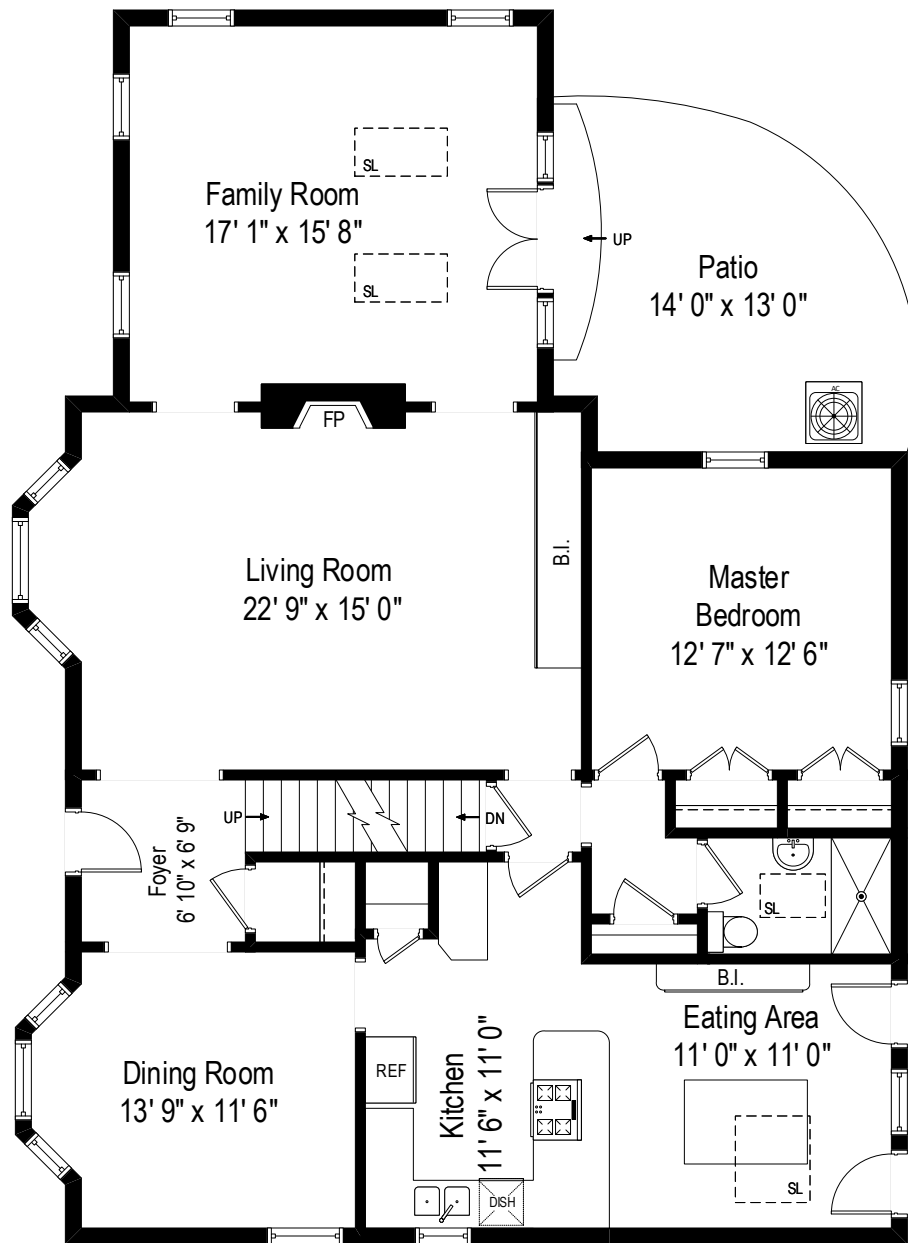 SL
Family Room
17' 1" x 15' 8"
SL
UP
Patio
14' 0" x 13' 0"
AC
FP
B.I.
Living Room
22' 9" x 15' 0"
Master
Bedroom
12' 7" x 12' 6"
UP
DN
Foyer
6' 10" x 6' 9"
SL
B.I.
Eating Area
11' 0" x 11' 0"
REF
Dining Room
13' 9" x 11' 6"
Kitchen
11' 6" x 11' 0"
SL
DISH